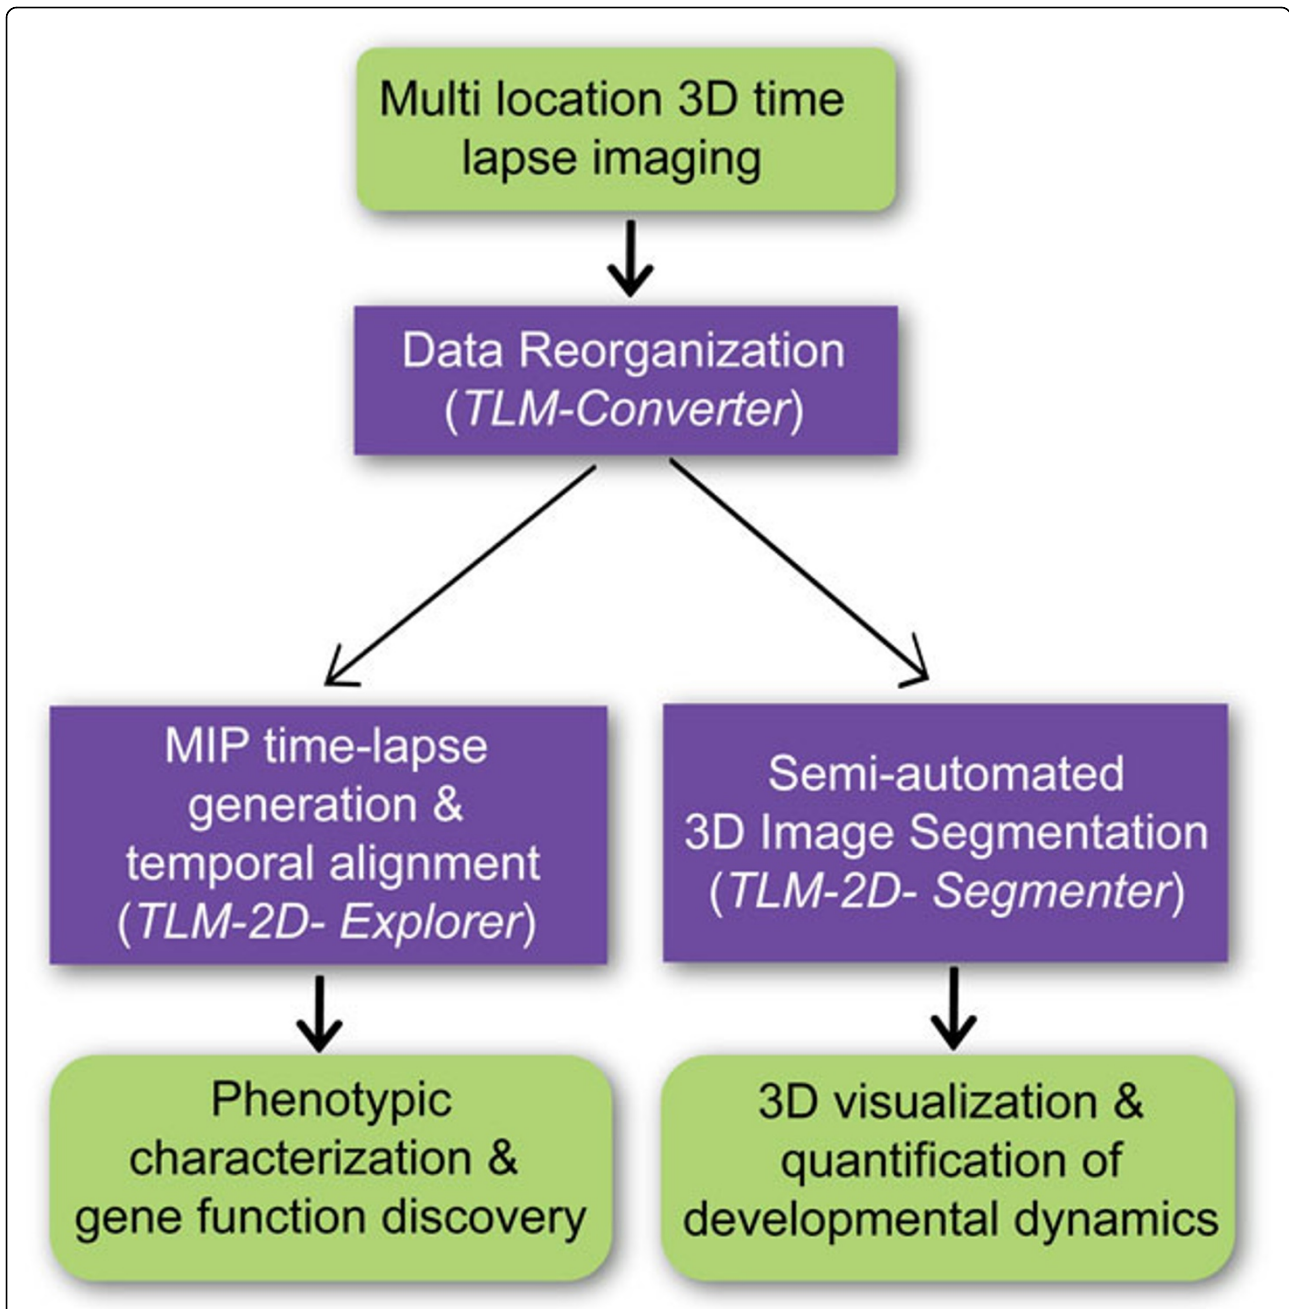 Multi location 3D time
lapse imaging
Data Reorganization
(TLM-Converter)
MIP time-lapse
generation &
temporal alignment
(TLM-2D- Explorer)
Semi-automated
3D Image Segmentation
(TLM-2D- Segmenter)
Phenotypic
characterization &
gene function discovery
3D visualization &
quantification of
developmental dynamics